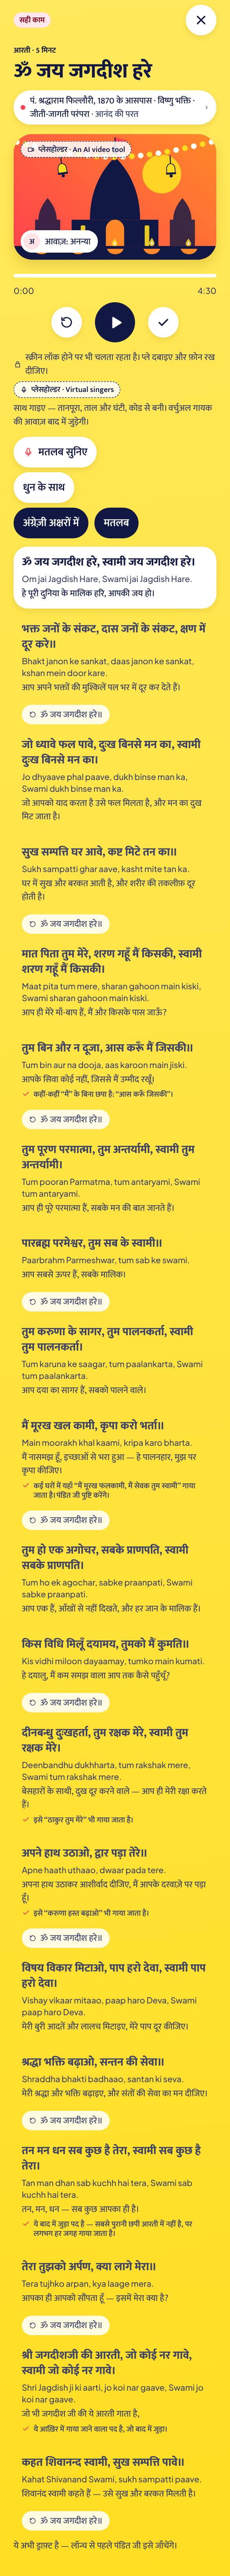 सही काम
आरती · 5 मिनट
ॐ जय जगदीश हरे
पं. श्रद्धाराम फिल्लौरी, 1870 के आसपास · विष्णु भक्ति ·
जीती-जागती परंपरा · आनंद की परत
प्लेसहोल्डर · An AI video tool
अ आवाज़: अनन्या
0:00 4:30
स्क्रीन लॉक होने पर भी चलता रहता है। प्ले दबाइए और फ़ोन रख
दीजिए।
प्लेसहोल्डर · Virtual singers
साथ गाइए — तानपूरा, ताल और घंटी, कोड से बनी। वर्चुअल गायक
की आवाज़ बाद में जुड़ेगी।
मतलब सुनिए
धुन के साथ
अंग्रेज़ी अक्षरों में
मतलब
ॐ जय जगदीश हरे, स्वामी जय जगदीश हरे।
Om jai Jagdish Hare, Swami jai Jagdish Hare.
हे पूरी दुनिया के मालिक हरि, आपकी जय हो।
भक्त जनों के संकट, दास जनों के संकट, क्षण में
दूर करे॥
Bhakt janon ke sankat, daas janon ke sankat,
kshan mein door kare.
आप अपने भक्तों की मुश्किलें पल भर में दूर कर देते हैं।
ॐ जय जगदीश हरे॥
जो ध्यावे फल पावे, दुःख बिनसे मन का, स्वामी
दुःख बिनसे मन का।
Jo dhyaave phal paave, dukh binse man ka,
Swami dukh binse man ka.
जो आपको याद करता है उसे फल मिलता है, और मन का दुख
मिट जाता है।
सुख सम्पत्ति घर आवे, कष्ट मिटे तन का॥
Sukh sampatti ghar aave, kasht mite tan ka.
घर में सुख और बरकत आती है, और शरीर की तकलीफ़ दूर
होती है।
ॐ जय जगदीश हरे॥
मात पिता तुम मेरे, शरण गहूँ मैं किसकी, स्वामी
शरण गहूँ मैं किसकी।
Maat pita tum mere, sharan gahoon main kiski,
Swami sharan gahoon main kiski.
आप ही मेरे माँ-बाप हैं, मैं और किसके पास जाऊँ?
तुम बिन और न दूजा, आस करूँ मैं जिसकी॥
Tum bin aur na dooja, aas karoon main jiski.
आपके सिवा कोई नहीं, जिससे मैं उम्मीद रखूँ।
कहीं-कहीं "मैं" के बिना छपा है: "आस करूँ जिसकी"।
ॐ जय जगदीश हरे॥
तुम पूरण परमात्मा, तुम अन्तर्यामी, स्वामी तुम
अन्तर्यामी।
Tum pooran Parmatma, tum antaryami, Swami
tum antaryami.
आप ही पूरे परमात्मा हैं, सबके मन की बात जानते हैं।
पारब्रह्म परमेश्वर, तुम सब के स्वामी॥
Paarbrahm Parmeshwar, tum sab ke swami.
आप सबसे ऊपर हैं, सबके मालिक।
ॐ जय जगदीश हरे॥
तुम करुणा के सागर, तुम पालनकर्ता, स्वामी
तुम पालनकर्ता।
Tum karuna ke saagar, tum paalankarta, Swami
tum paalankarta.
आप दया का सागर हैं, सबको पालने वाले।
मैं मूरख खल कामी, कृपा करो भर्ता॥
Main moorakh khal kaami, kripa karo bharta.
मैं नासमझ हूँ, इच्छाओं से भरा हुआ — हे पालनहार, मुझ पर
कृपा कीजिए।
कई घरों में यहाँ "मैं मूरख फलकामी, मैं सेवक तुम स्वामी" गाया
जाता है। पंडित जी पुष्टि करेंगे।
ॐ जय जगदीश हरे॥
तुम हो एक अगोचर, सबके प्राणपति, स्वामी
सबके प्राणपति।
Tum ho ek agochar, sabke praanpati, Swami
sabke praanpati.
आप एक हैं, आँखों से नहीं दिखते, और हर जान के मालिक हैं।
किस विधि मिलूँ दयामय, तुमको मैं कुमति॥
Kis vidhi miloon dayaamay, tumko main kumati.
हे दयालु, मैं कम समझ वाला आप तक कैसे पहुँचूँ?
ॐ जय जगदीश हरे॥
दीनबन्धु दुःखहर्ता, तुम रक्षक मेरे, स्वामी तुम
रक्षक मेरे।
Deenbandhu dukhharta, tum rakshak mere,
Swami tum rakshak mere.
बेसहारों के साथी, दुख दूर करने वाले — आप ही मेरी रक्षा करते
हैं।
इसे "ठाकुर तुम मेरे" भी गाया जाता है।
अपने हाथ उठाओ, द्वार पड़ा तेरे॥
Apne haath uthaao, dwaar pada tere.
अपना हाथ उठाकर आशीर्वाद दीजिए, मैं आपके दरवाज़े पर पड़ा
हूँ।
इसे "करुणा हस्त बढ़ाओ" भी गाया जाता है।
ॐ जय जगदीश हरे॥
विषय विकार मिटाओ, पाप हरो देवा, स्वामी पाप
हरो देवा।
Vishay vikaar mitaao, paap haro Deva, Swami
paap haro Deva.
मेरी बुरी आदतें और लालच मिटाइए, मेरे पाप दूर कीजिए।
श्रद्धा भक्ति बढ़ाओ, सन्तन की सेवा॥
Shraddha bhakti badhaao, santan ki seva.
मेरी श्रद्धा और भक्ति बढ़ाइए, और संतों की सेवा का मन दीजिए।
ॐ जय जगदीश हरे॥
तन मन धन सब कुछ है तेरा, स्वामी सब कुछ है
तेरा।
Tan man dhan sab kuchh hai tera, Swami sab
kuchh hai tera.
तन, मन, धन — सब कुछ आपका ही है।
ये बाद में जुड़ा पद है — सबसे पुरानी छपी आरती में नहीं है, पर
लगभग हर जगह गाया जाता है।
तेरा तुझको अर्पण, क्या लागे मेरा॥
Tera tujhko arpan, kya laage mera.
आपका ही आपको सौंपता हूँ — इसमें मेरा क्या है?
ॐ जय जगदीश हरे॥
श्री जगदीशजी की आरती, जो कोई नर गावे,
स्वामी जो कोई नर गावे।
Shri Jagdish ji ki aarti, jo koi nar gaave, Swami jo
koi nar gaave.
जो भी जगदीश जी की ये आरती गाता है,
ये आख़िर में गाया जाने वाला पद है, जो बाद में जुड़ा।
कहत शिवानन्द स्वामी, सुख सम्पत्ति पावे॥
Kahat Shivanand Swami, sukh sampatti paave.
शिवानंद स्वामी कहते हैं — उसे सुख और बरकत मिलती है।
ॐ जय जगदीश हरे॥
ये अभी ड्राफ़्ट है — लॉन्च से पहले पंडित जी इसे जाँचेंगे।